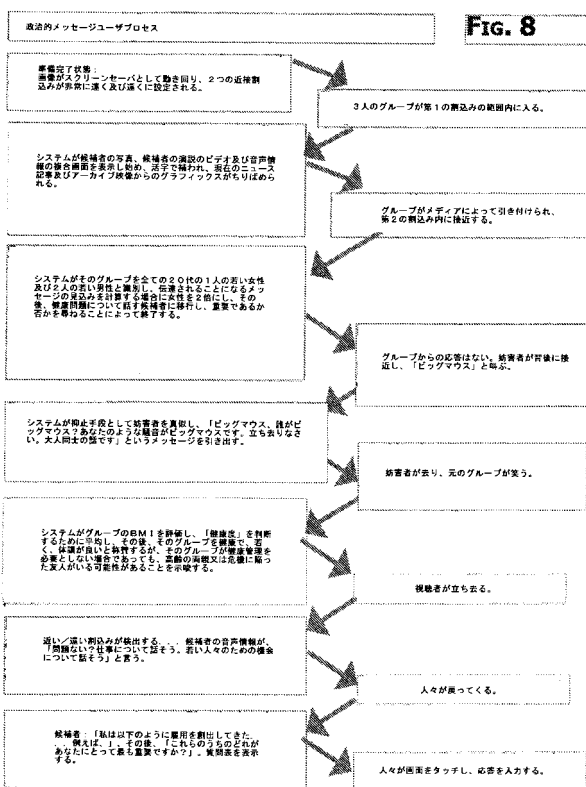 政治的メッセージユーザプロセス
FIG. 8
準備完了状態：
画像がスクリーンセーバとして動き回り、２つの近接割
込みが非常に遠く及び遠くに設定される。
３人のグループが第１の割込みの範囲内に入る。
システムが候補者の写真、候補者の演説のビデオ及び音声情
報の複合画面を表示し始め、活字で補われ、現在のニュース
記事及びアーカイブ映像からのグラフィックスがちりばめら
れる。
グループがメディアによって引き付けられ、
第２の割込み内に接近する。
システムがそのグループを全ての２０代の１人の若い女性
及び２人の若い男性と識別し、伝達されることになるメッ
セージの見込みを計算する場合に女性を２倍にし、その
後、健康問題について話す候補者に移行し、重要であるか
否かを尋ねることによって終了する。
グループからの応答はない。妨害者が背後に接
近し、「ビッグマウス」と叫ぶ。
システムが抑止手段として妨害者を真似し、「ビッグマウス、誰がビ
ッグマウス？あなたのような騒音がビッグマウスです。立ち去りなさ
い。大人同士の話です」というメッセージを引き出す。
妨害者が去り、元のグループが笑う。
システムがグループのＢＭＩを評価し、「健康度」を判断
するために平均し、その後、そのグループを健康で、若
く、体調が良いと称賛するが、そのグループが健康管理を
必要としない場合であっても、高齢の両親又は危機に陥っ
た友人がいる可能性があることを示唆する。
視聴者が立ち去る。
近い／遠い割込みが検出する．．．候補者の音声情報が、
「問題ない？仕事について話そう。若い人々のための機会
について話そう」と言う。
人々が戻ってくる。
候補者：「私は以下のように雇用を創出してきた．
．．例えば、」、その後、「これらのうちのどれが
あなたにとって最も重要ですか？」。質問表を表示
する。
人々が画面をタッチし、応答を入力する。